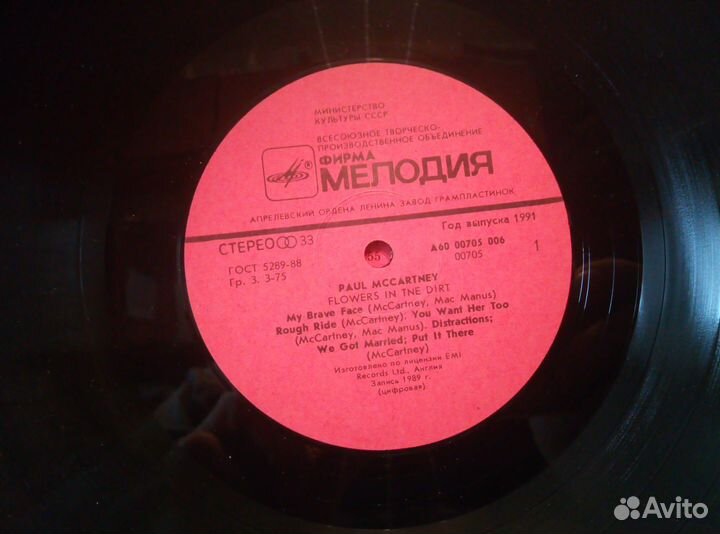 МИНИСТЕРСТВО
КУЛЬТУРЫ СССР
ВСЕСОЮЗНОЕ ТВОРЧЕСКО-
ПРОИЗВОДСТВЕННОЕ ОБЪЕДИНЕНИЕ
®
ФИРМА
МЕЛОДИЯ
АПРЕЛЕВСКИЙ ОРДЕНА ЛЕНИНА ЗАВОД ГРАМПЛАСТИНОК
СТЕРЕО 33
Год выпуска 1991
ГОСТ 5289-88
Гр. 3. 3-75
55
А60 00705 006
00705
1
PAUL MCCARTNEY
FLOWERS IN TNE DIRT
My Brave Face (McCartney, Mac Manus)
Rough Ride (McCartney); You Want Her Too
(McCartney, Mac Manus). Distractions;
We Got Married; Put It There
(McCartney)
Изготовлено по лицензии EMI
Records Ltd., Англия
Запись 1989 г.
(цифровая)
Avito